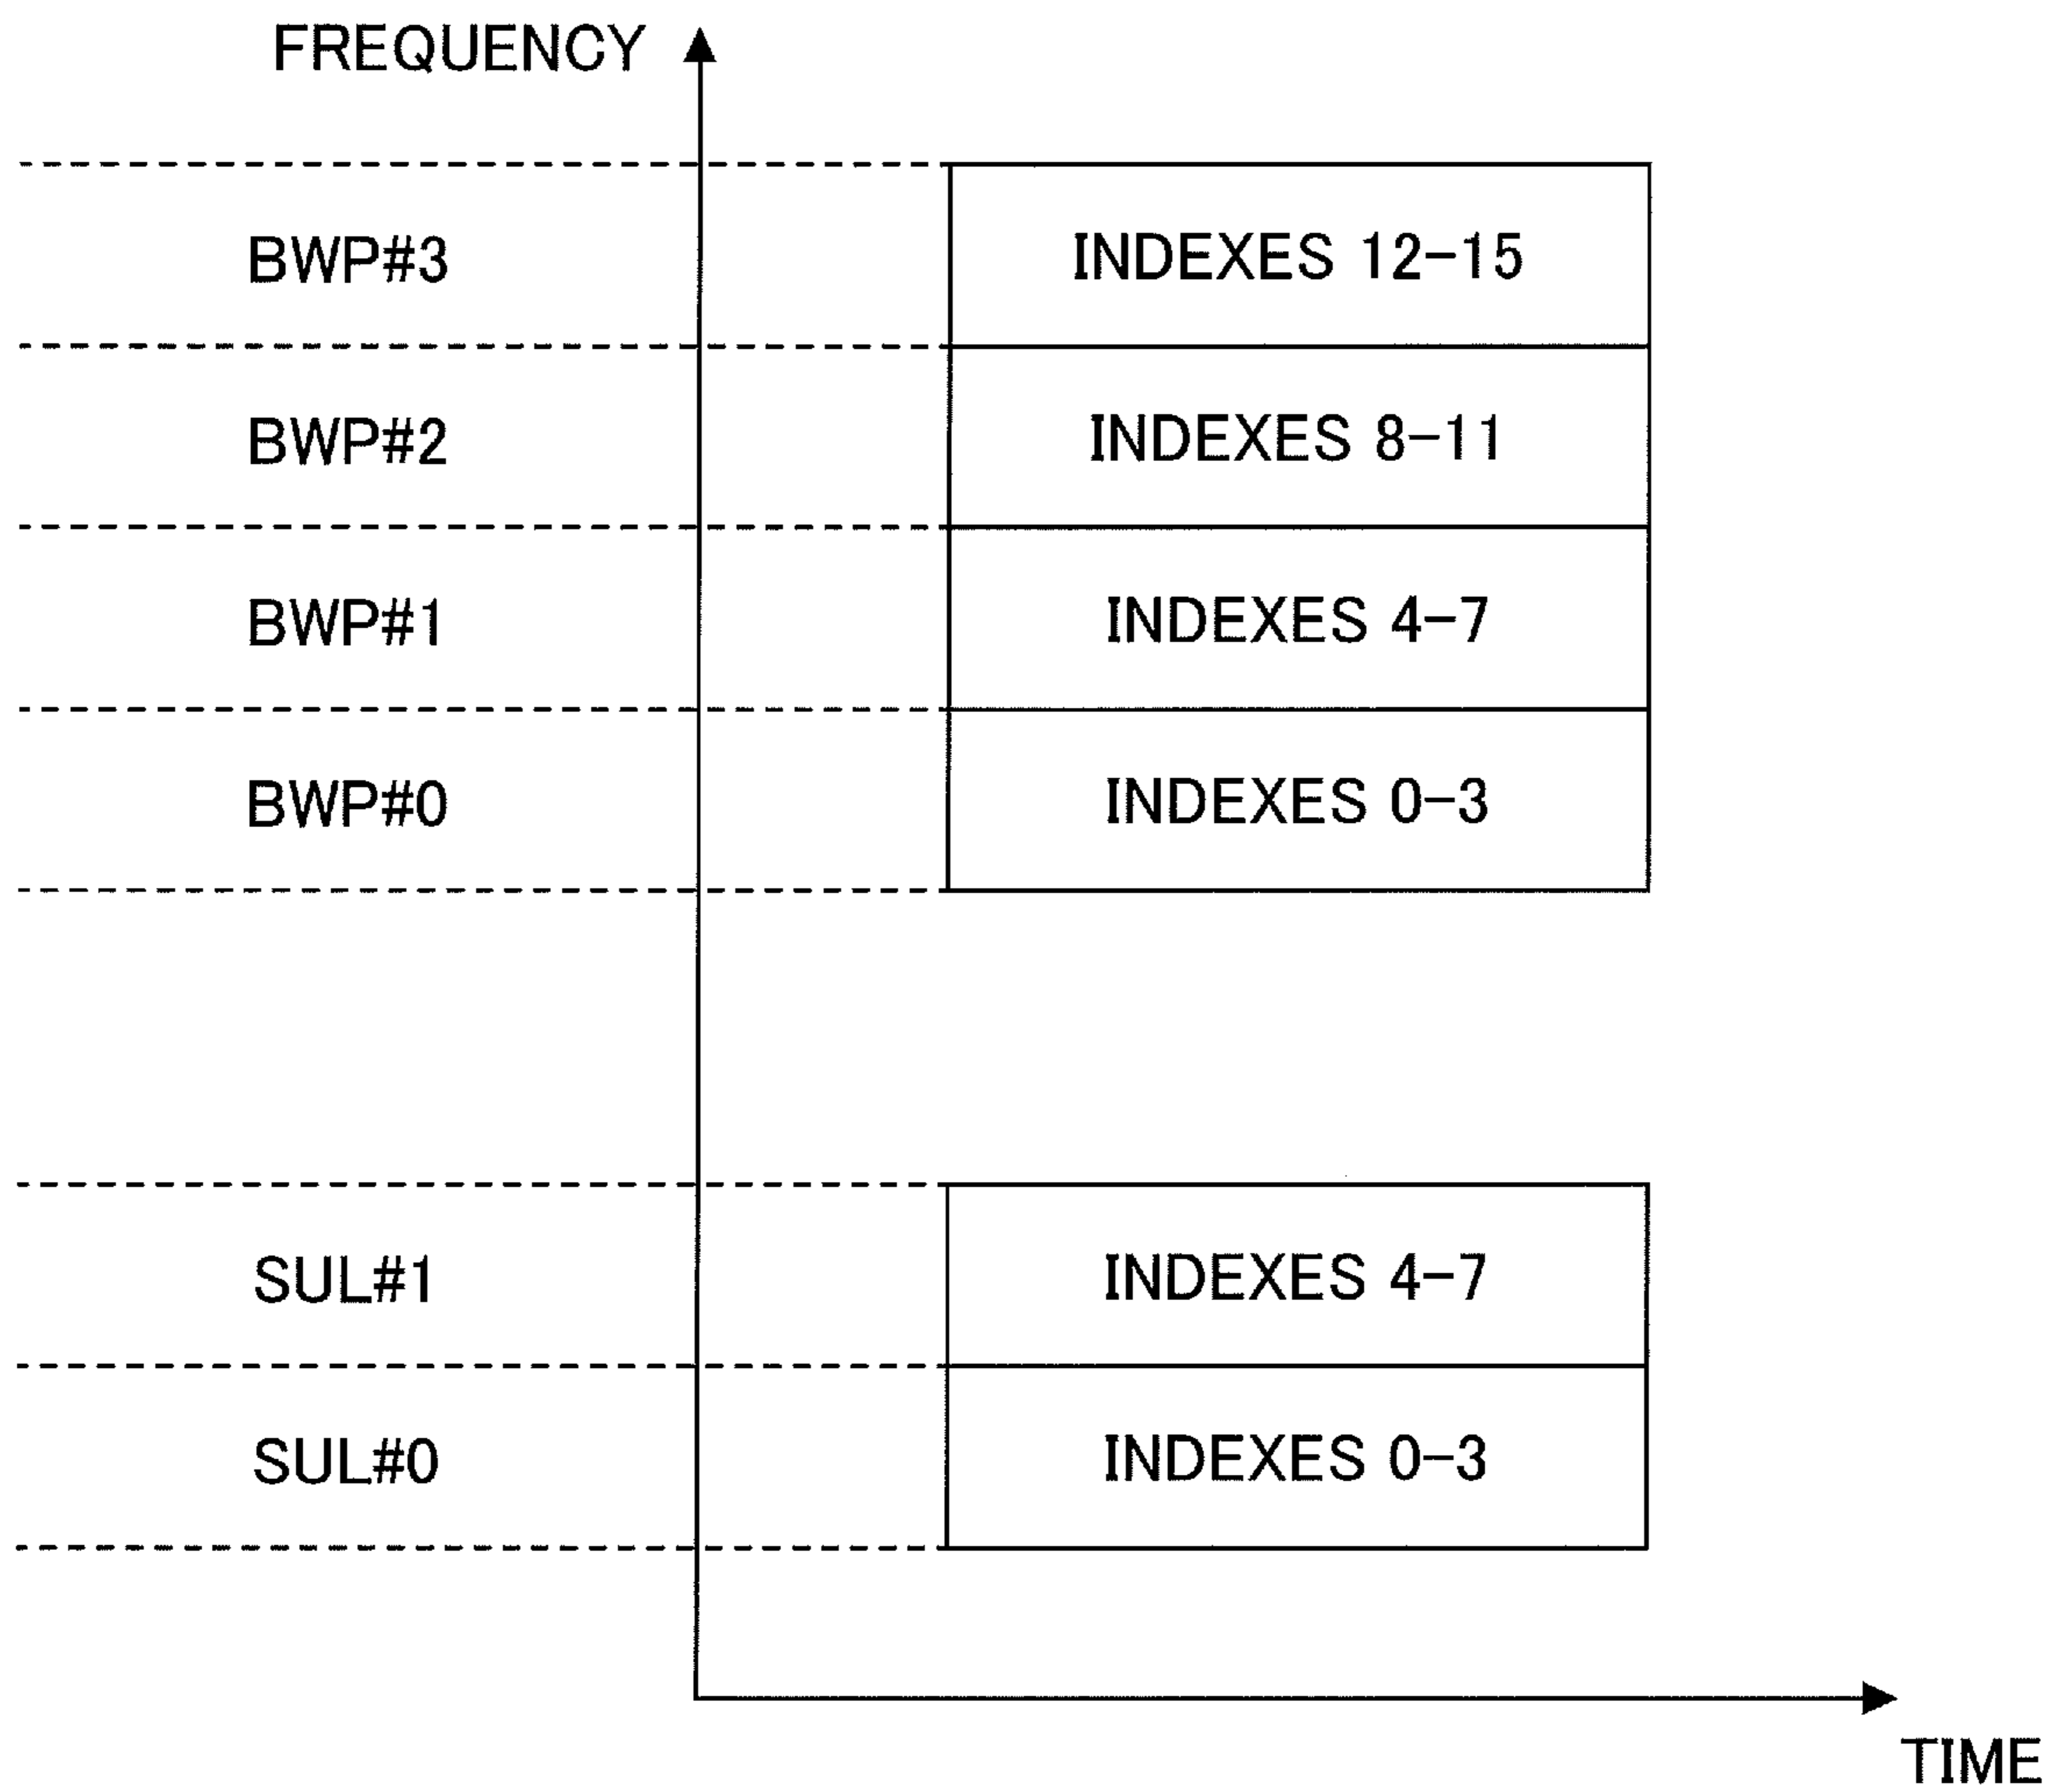 FREQUENCY
BWP#3 INDEXES 12-15
BWP#2 INDEXES 8-11
BWP#1 INDEXES 4-7
BWP#0 INDEXES 0-3
SUL#1 INDEXES 4-7
SUL#0 INDEXES 0-3
TIME